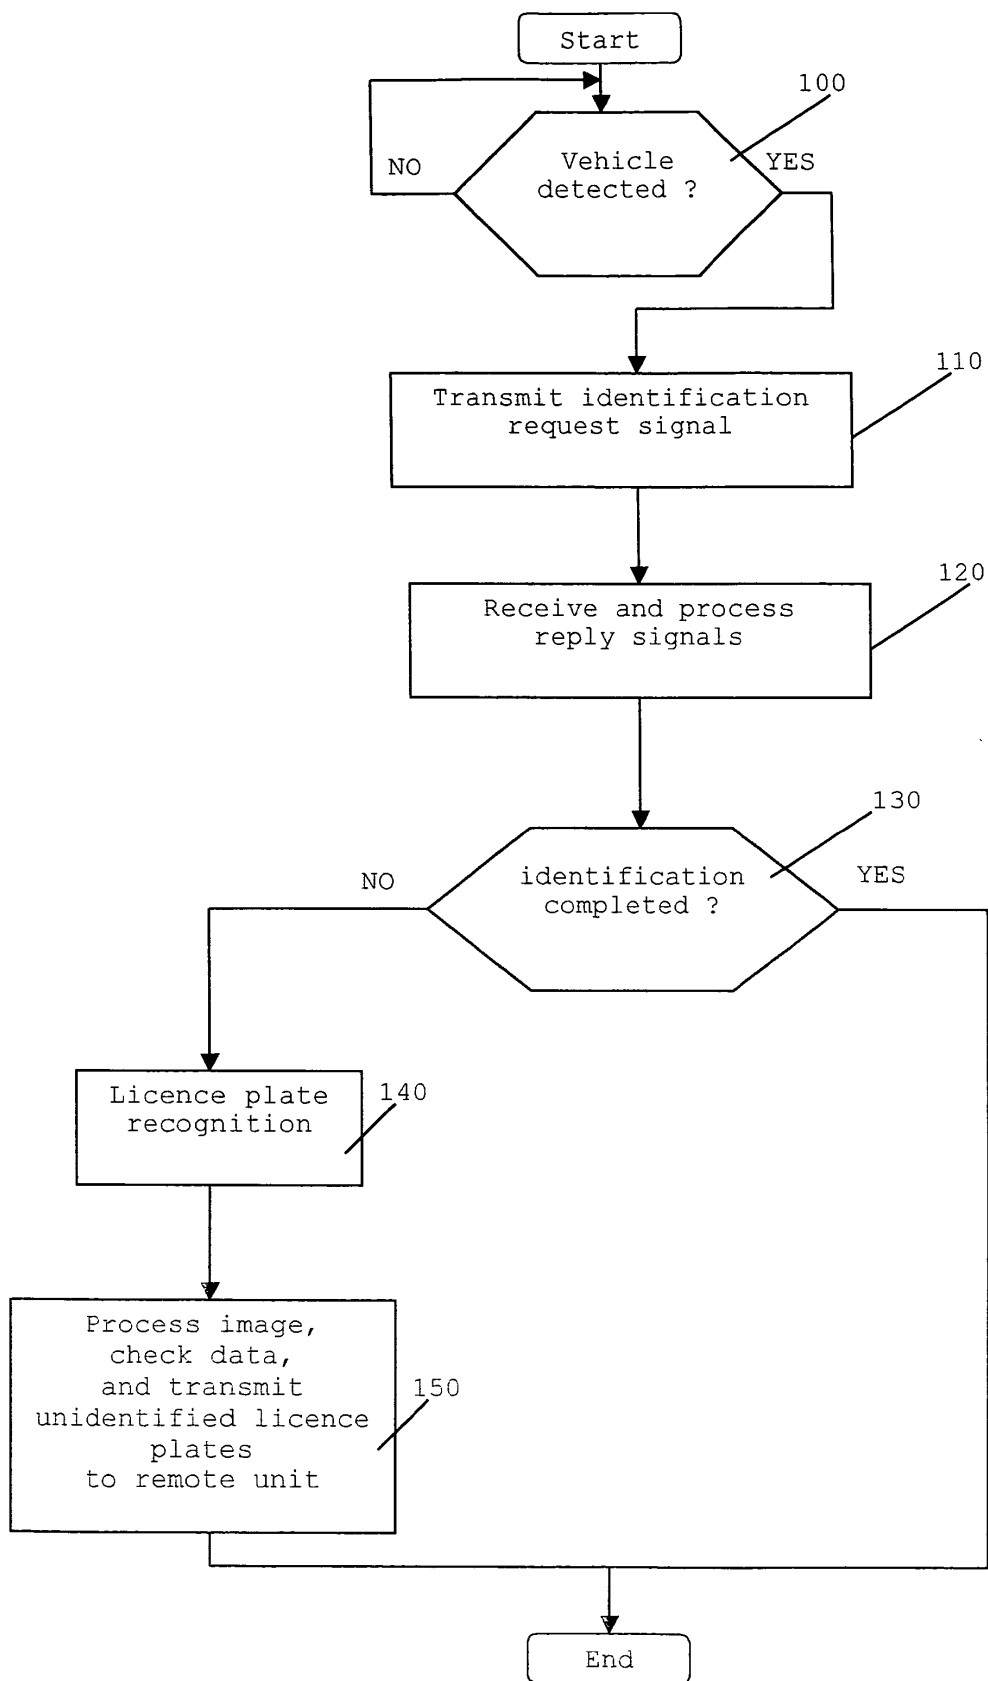 Start
100
NO
Vehicle
detected ?
YES
110
Transmit identification
request signal
120
Receive and process
reply signals
130
NO
identification
completed ?
YES
Licence plate
recognition
140
Process image,
check data,
and transmit
unidentified licence
plates
to remote unit
150
End